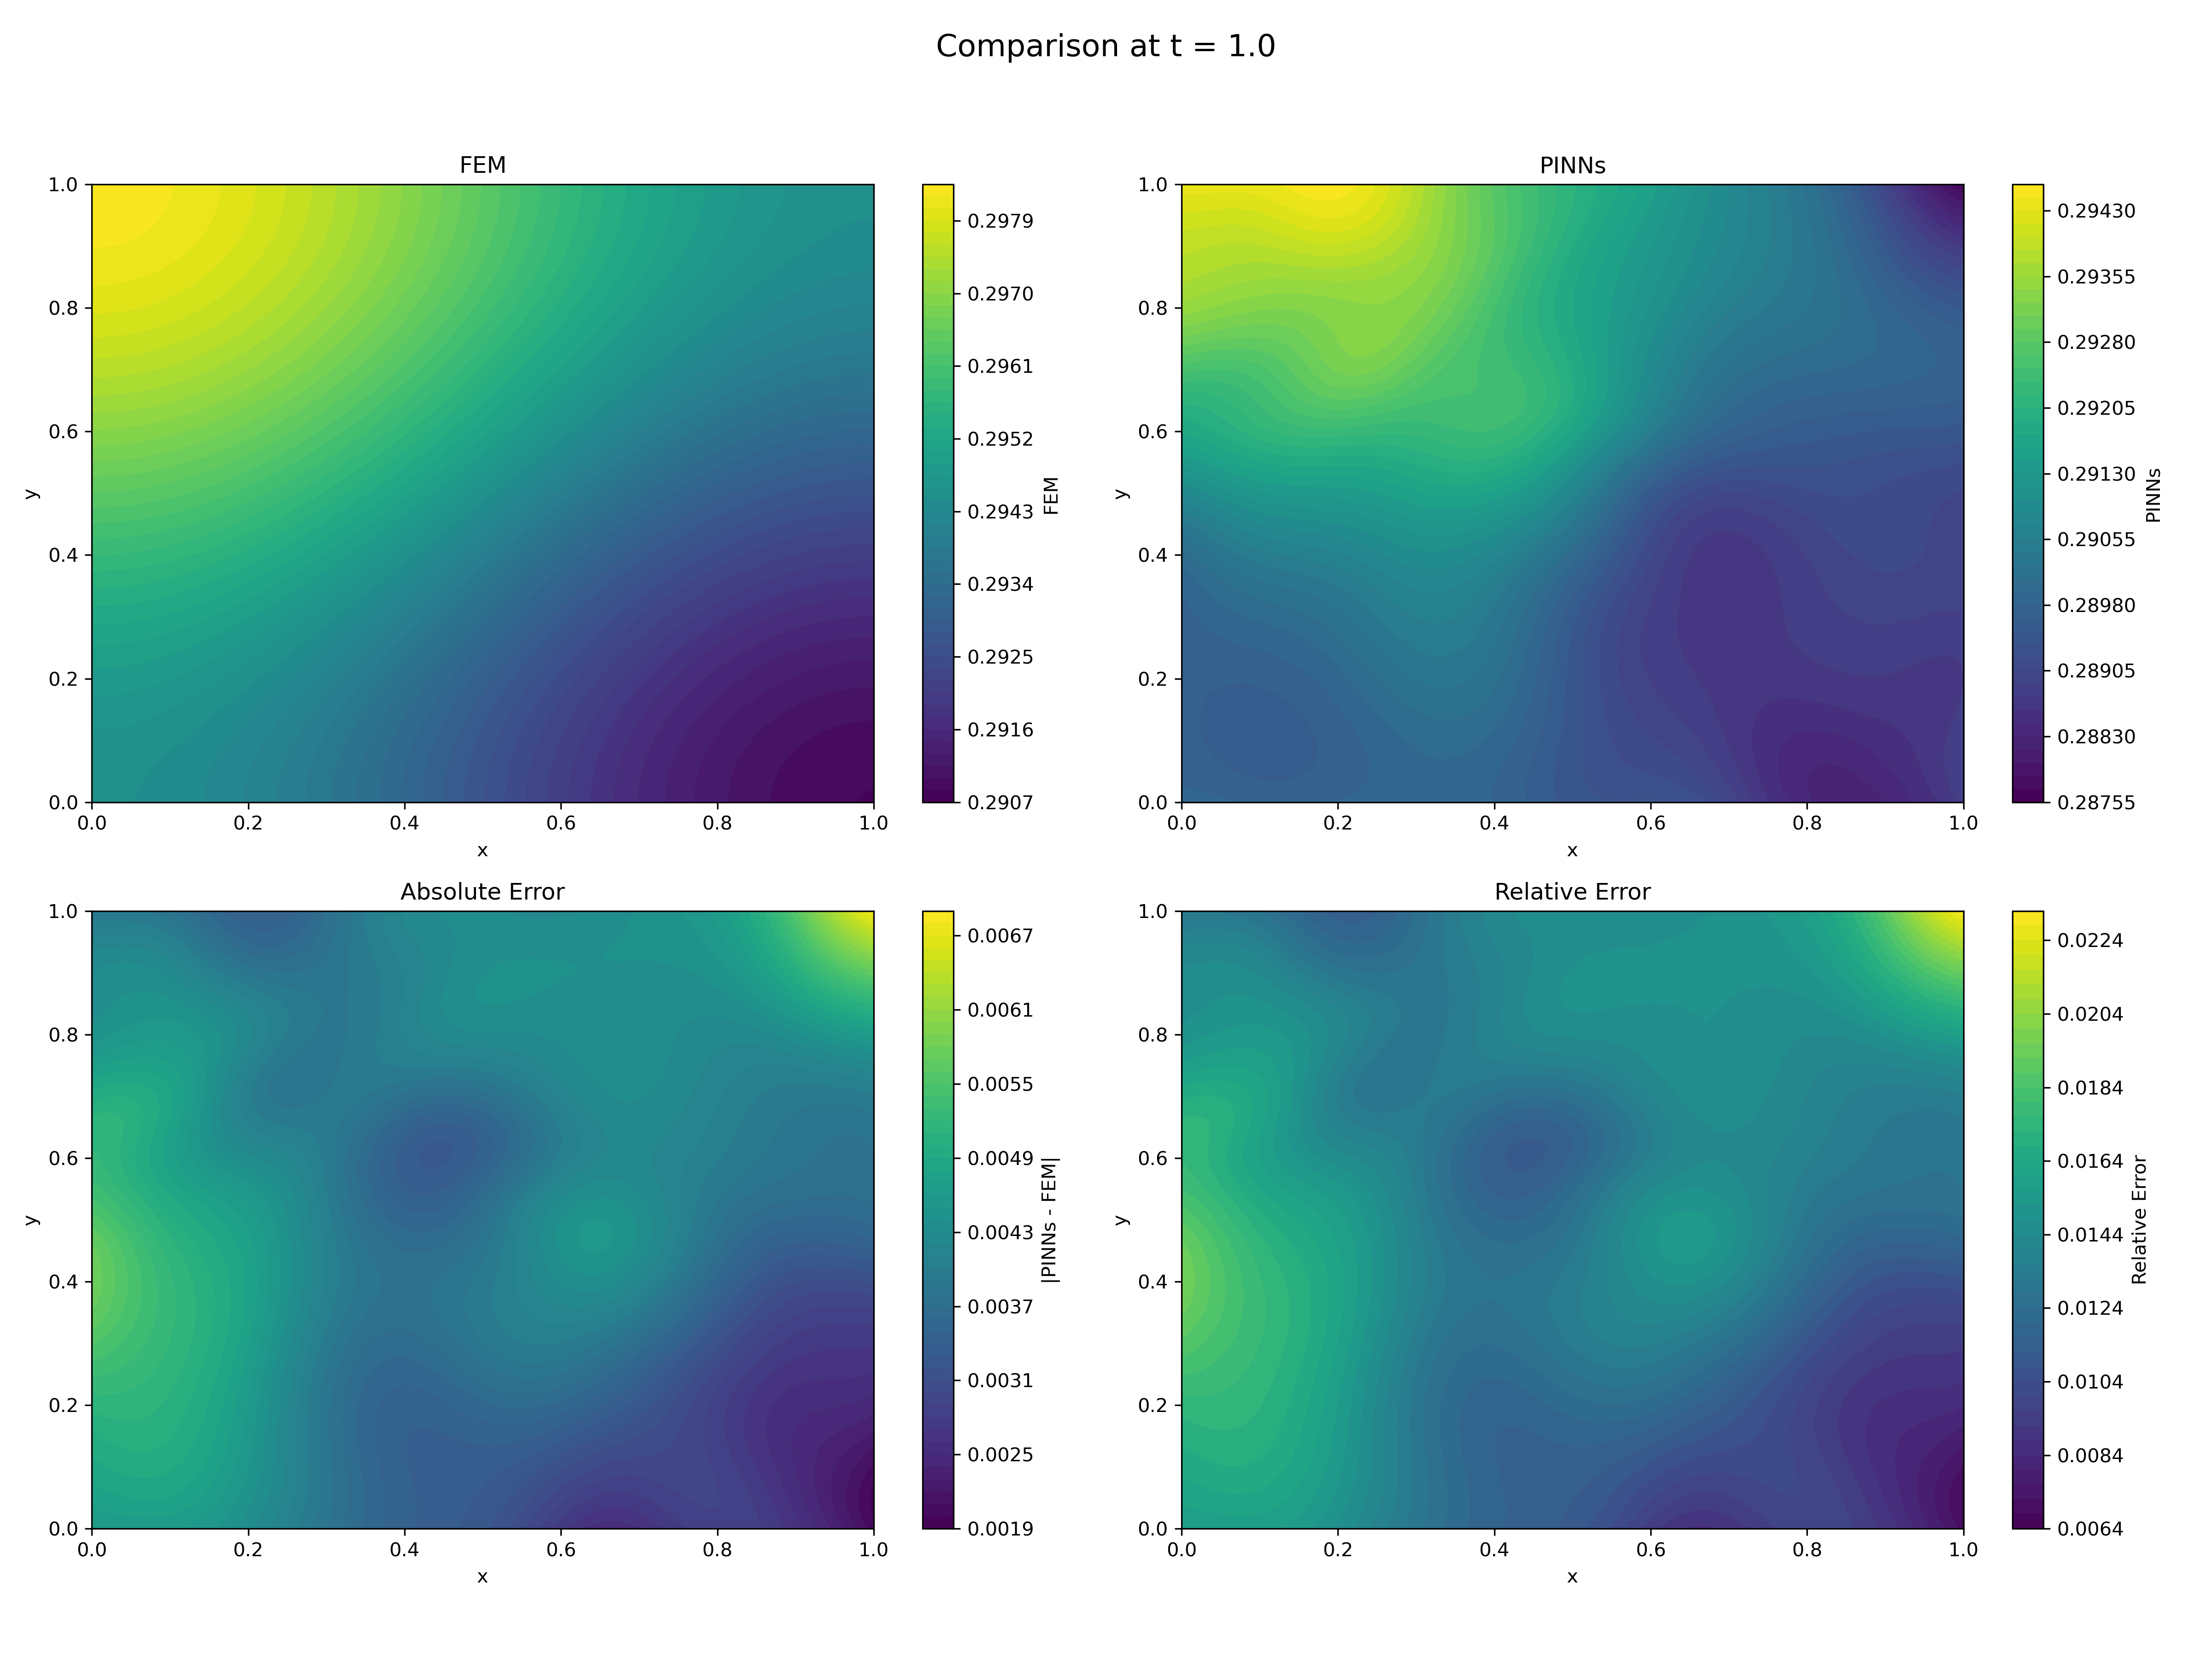 Comparison at t = 1.0
FEM
1.0
0.8
0.6
0.4
0.2
0.0
y
0.0 0.2 0.4 0.6 0.8 1.0
x
0.2979
0.2970
0.2961
0.2952
0.2943
0.2934
0.2925
0.2916
0.2907
FEM
PINNs
1.0
0.8
0.6
0.4
0.2
0.0
y
0.0 0.2 0.4 0.6 0.8 1.0
x
0.29430
0.29355
0.29280
0.29205
0.29130
0.29055
0.28980
0.28905
0.28830
0.28755
PINNs
Absolute Error
1.0
0.8
0.6
0.4
0.2
0.0
y
0.0 0.2 0.4 0.6 0.8 1.0
x
0.0067
0.0061
0.0055
0.0049
0.0043
0.0037
0.0031
0.0025
0.0019
|PINNs - FEM|
Relative Error
1.0
0.8
0.6
0.4
0.2
0.0
y
0.0 0.2 0.4 0.6 0.8 1.0
x
0.0224
0.0204
0.0184
0.0164
0.0144
0.0124
0.0104
0.0084
0.0064
Relative Error